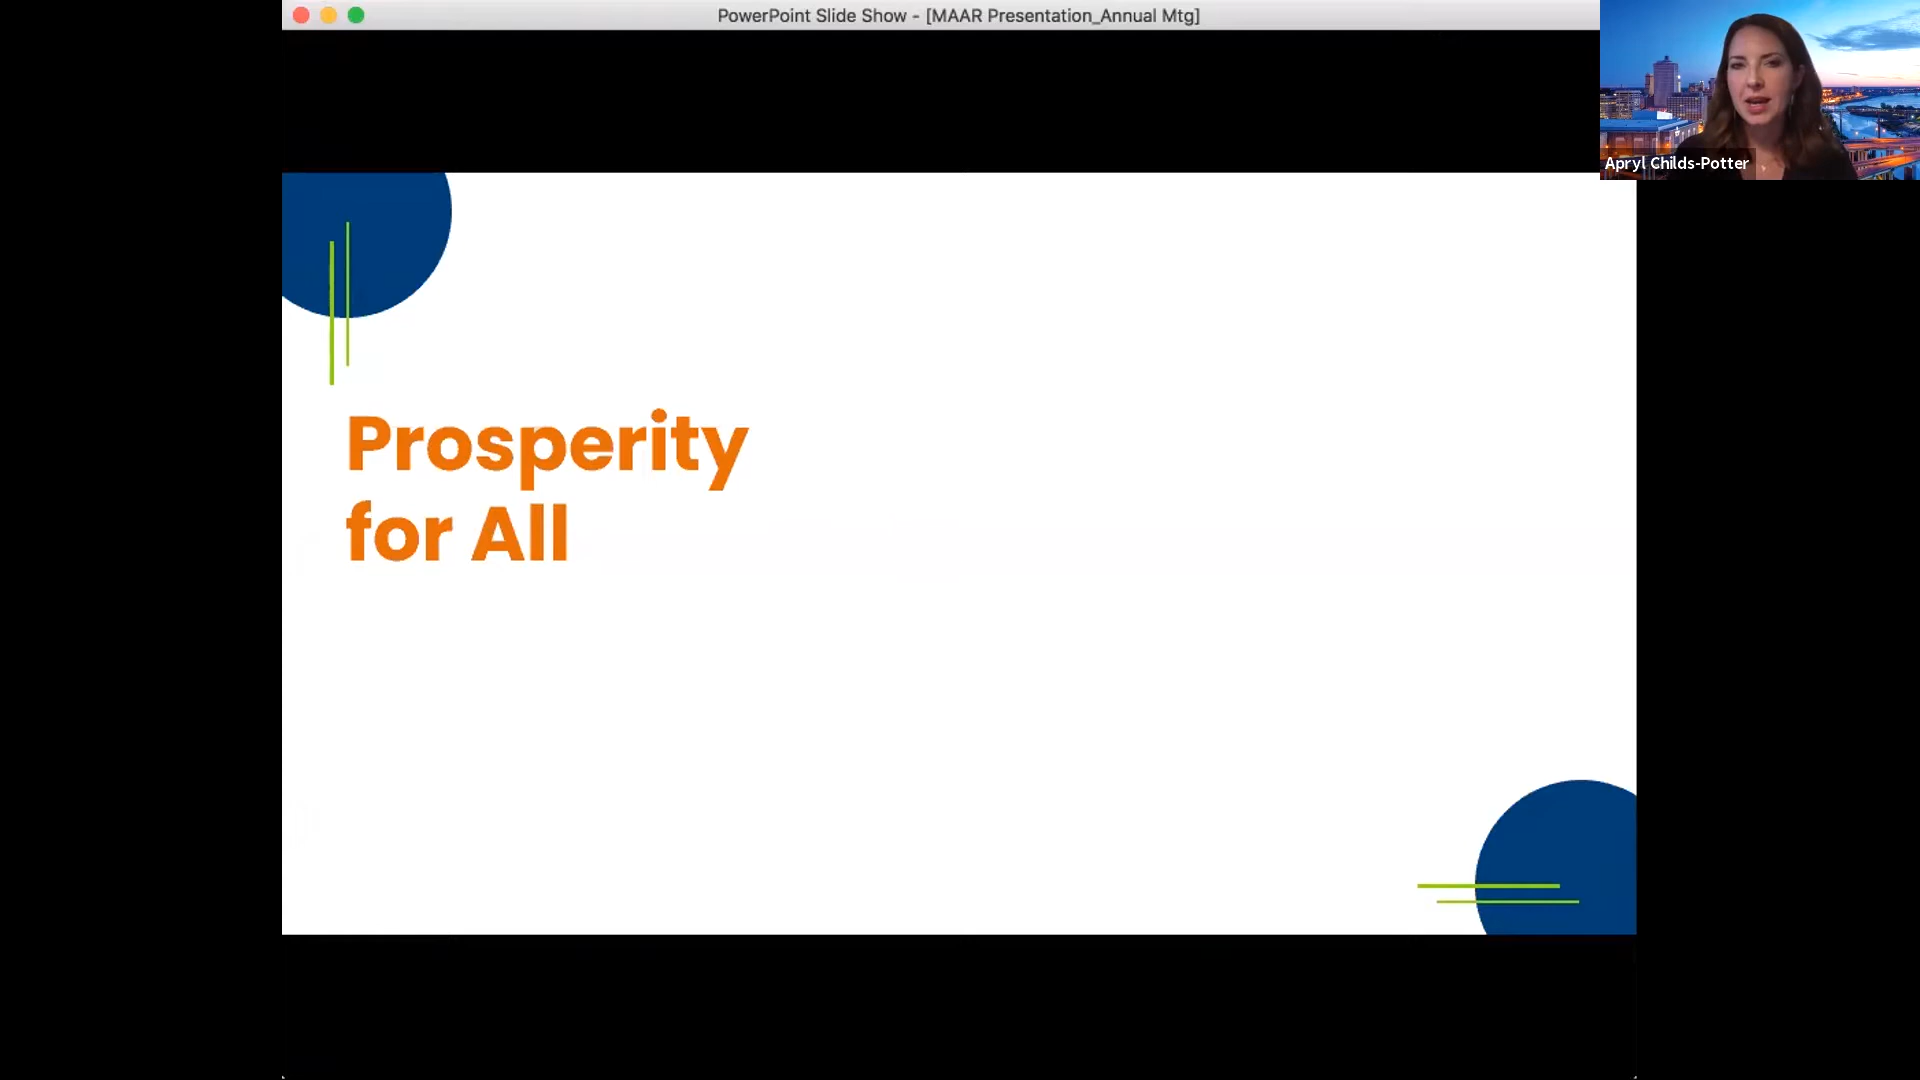 PowerPoint Slide Show - [MAAR Presentation_Annual Mtg]
Apryl Childs-Potter
Prosperity
for All